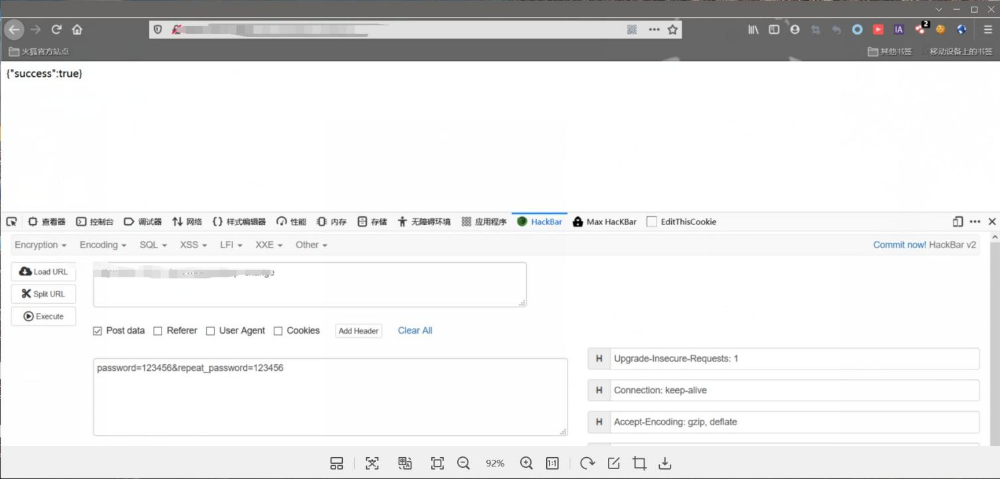 2
IA
火狐官方站点
其他书签
移动设备上的书签
{"success":true}
查看器 控制台 调试器 网络 样式编辑器 性能 内存 存储 无障碍环境 应用程序 HackBar Max HacKBar EditThisCookie
Encryption Encoding SQL XSS LFI XXE Other Commit now! HackBar v2
Load URL
Split URL
Execute
Post data Referer User Agent Cookies Add Header Clear All
password=123456&repeat_password=123456
H Upgrade-Insecure-Requests: 1
H Connection: keep-alive
H Accept-Encoding: gzip, deflate
92% 1:1